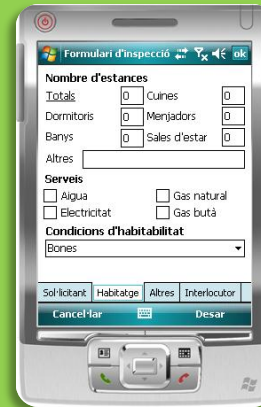 Formulari d'inspecció ok
Nombre d'estances
Totals 0 Cuines 0
Dormitoris 0 Menjadors 0
Banys 0 Sales d'estar 0
Altres
Serveis
Aigua Gas natural
Electricitat Gas butà
Condicions d'habitabilitat
Bones
Sol·licitant Habitatge Altres Interlocutor
Cancel·lar Desar